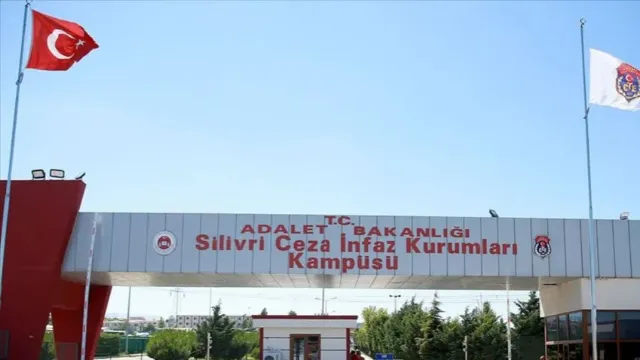 T.C.
ADALET BAKANLIĞI
Silivri Ceza İnfaz Kurumları
Kampüsü